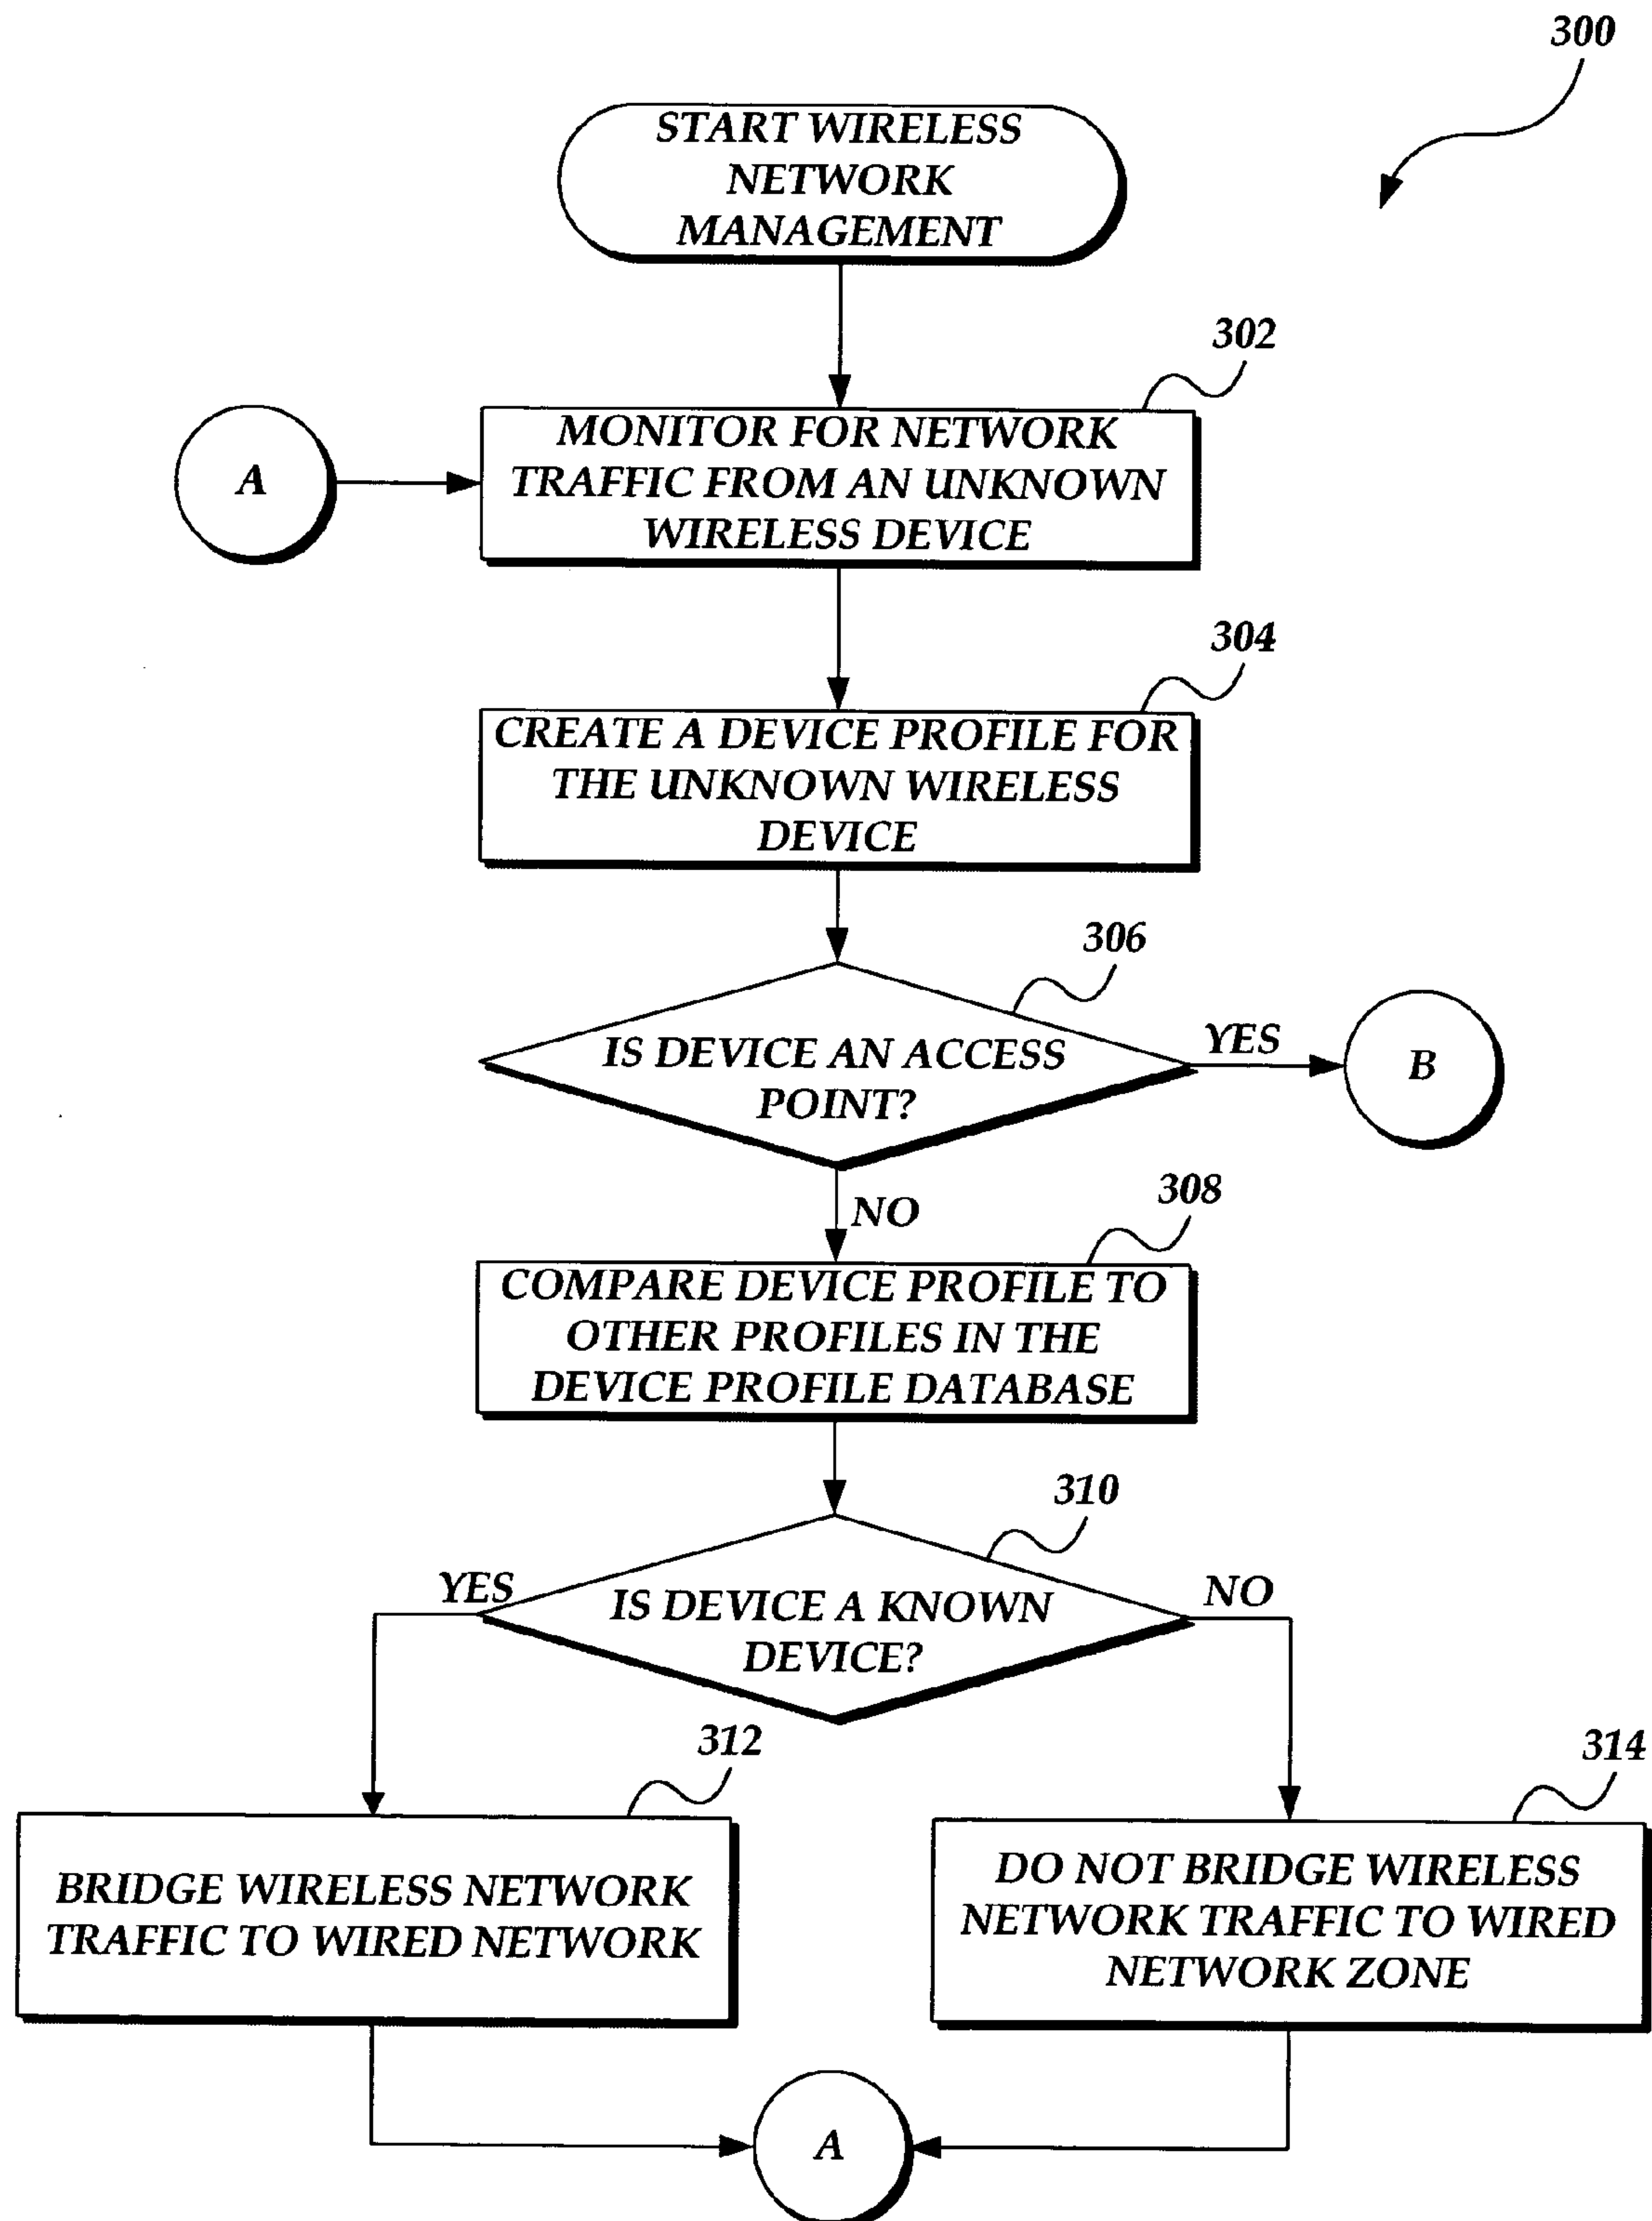 300
START WIRELESS
NETWORK
MANAGEMENT
302
A
MONITOR FOR NETWORK
TRAFFIC FROM AN UNKNOWN
WIRELESS DEVICE
304
CREATE A DEVICE PROFILE FOR
THE UNKNOWN WIRELESS
DEVICE
306
IS DEVICE AN ACCESS
POINT?
YES
B
NO
308
COMPARE DEVICE PROFILE TO
OTHER PROFILES IN THE
DEVICE PROFILE DATABASE
310
YES
IS DEVICE A KNOWN
DEVICE?
NO
312
BRIDGE WIRELESS NETWORK
TRAFFIC TO WIRED NETWORK
314
DO NOT BRIDGE WIRELESS
NETWORK TRAFFIC TO WIRED
NETWORK ZONE
A